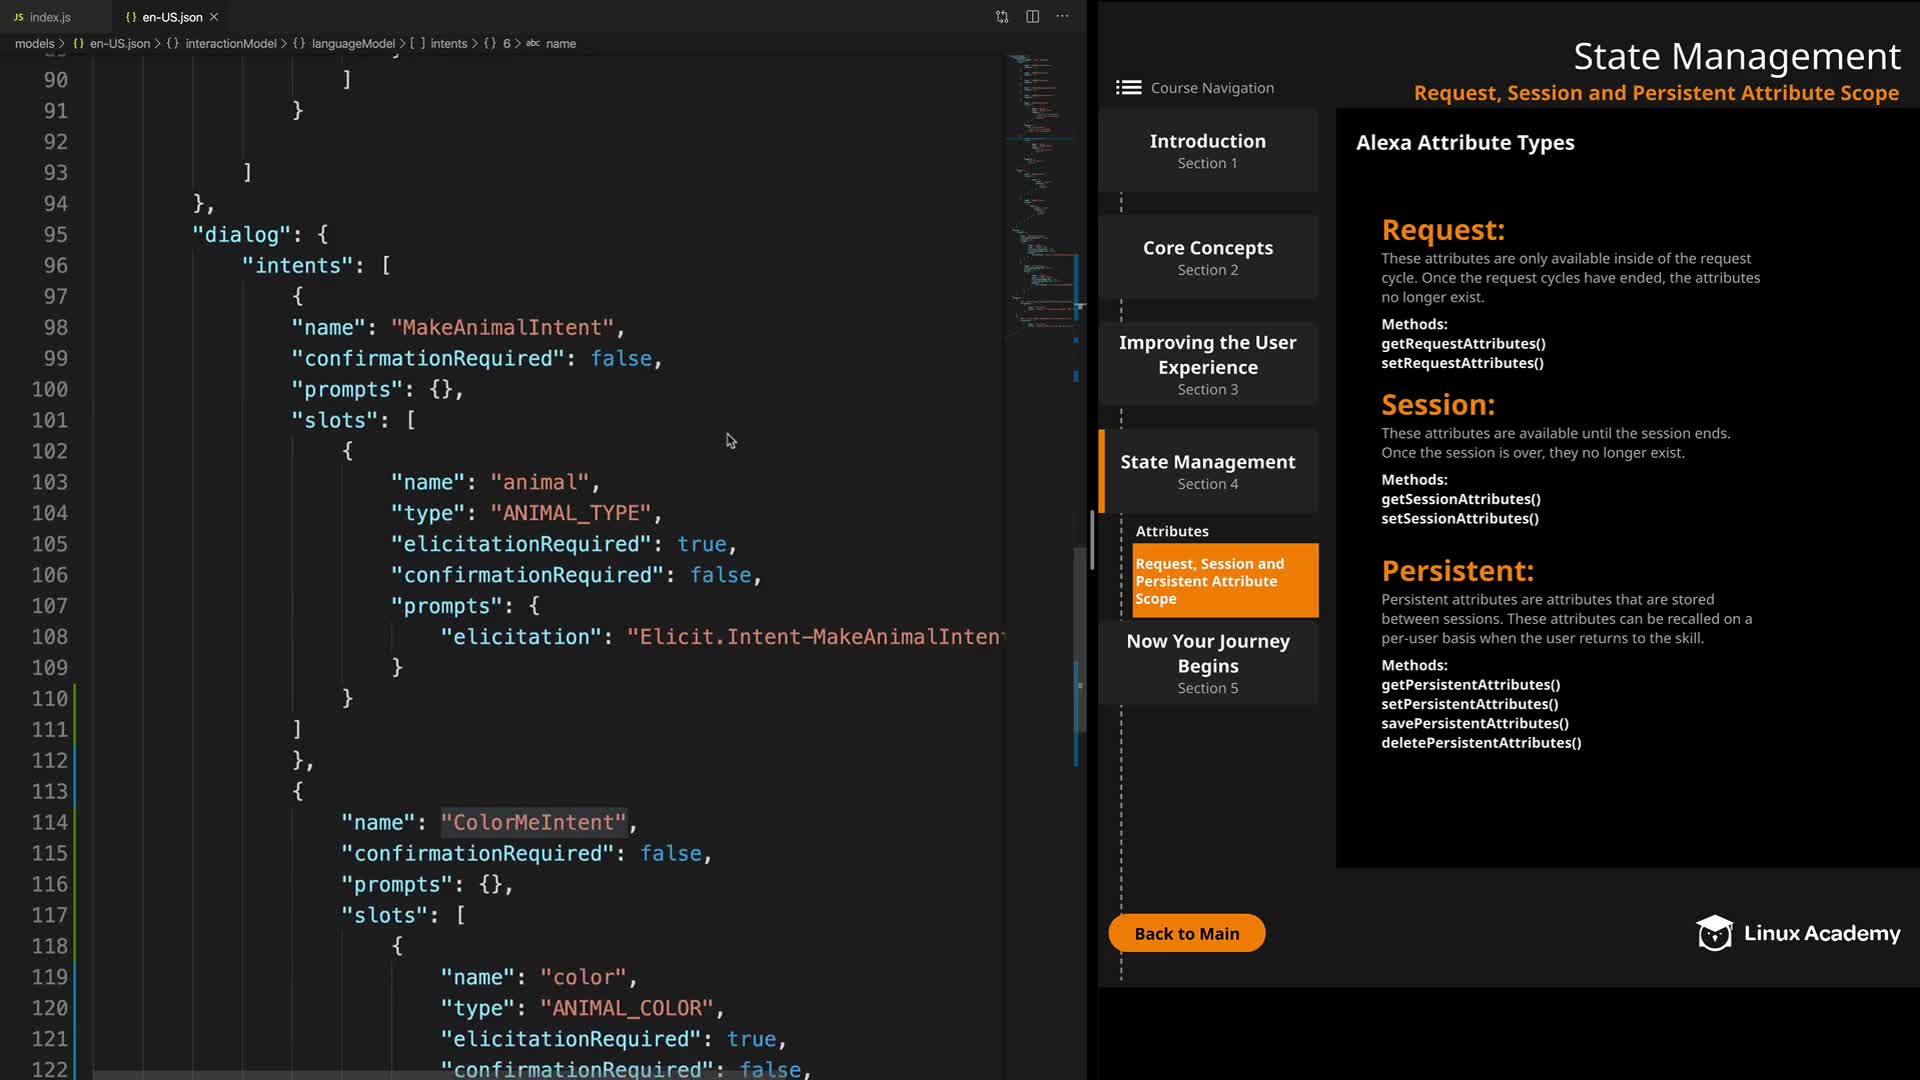 JS index.js
{} en-US.json ×
models > {} en-US.json > {} interactionModel > {} languageModel > [ ] intents > {} 6 > abc name
90 ]
91 }
92
93 ]
94 },
95 "dialog": {
96 "intents": [
97 {
98 "name": "MakeAnimalIntent",
99 "confirmationRequired": false,
100 "prompts": {},
101 "slots": [
102 {
103 "name": "animal",
104 "type": "ANIMAL_TYPE",
105 "elicitationRequired": true,
106 "confirmationRequired": false,
107 "prompts": {
108 "elicitation": "Elicit.Intent-MakeAnimalIntent
109 }
110 }
111 ]
112 },
113 {
114 "name": "ColorMeIntent",
115 "confirmationRequired": false,
116 "prompts": {},
117 "slots": [
118 {
119 "name": "color",
120 "type": "ANIMAL_COLOR",
121 "elicitationRequired": true,
122 "confirmationRequired": false,
State Management
Request, Session and Persistent Attribute Scope
Course Navigation
Introduction
Section 1
Core Concepts
Section 2
Improving the User
Experience
Section 3
State Management
Section 4
Attributes
Request, Session and
Persistent Attribute
Scope
Now Your Journey
Begins
Section 5
Back to Main
Alexa Attribute Types
Request:
These attributes are only available inside of the request
cycle. Once the request cycles have ended, the attributes
no longer exist.
Methods:
getRequestAttributes()
setRequestAttributes()
Session:
These attributes are available until the session ends.
Once the session is over, they no longer exist.
Methods:
getSessionAttributes()
setSessionAttributes()
Persistent:
Persistent attributes are attributes that are stored
between sessions. These attributes can be recalled on a
per-user basis when the user returns to the skill.
Methods:
getPersistentAttributes()
setPersistentAttributes()
savePersistentAttributes()
deletePersistentAttributes()
Linux Academy